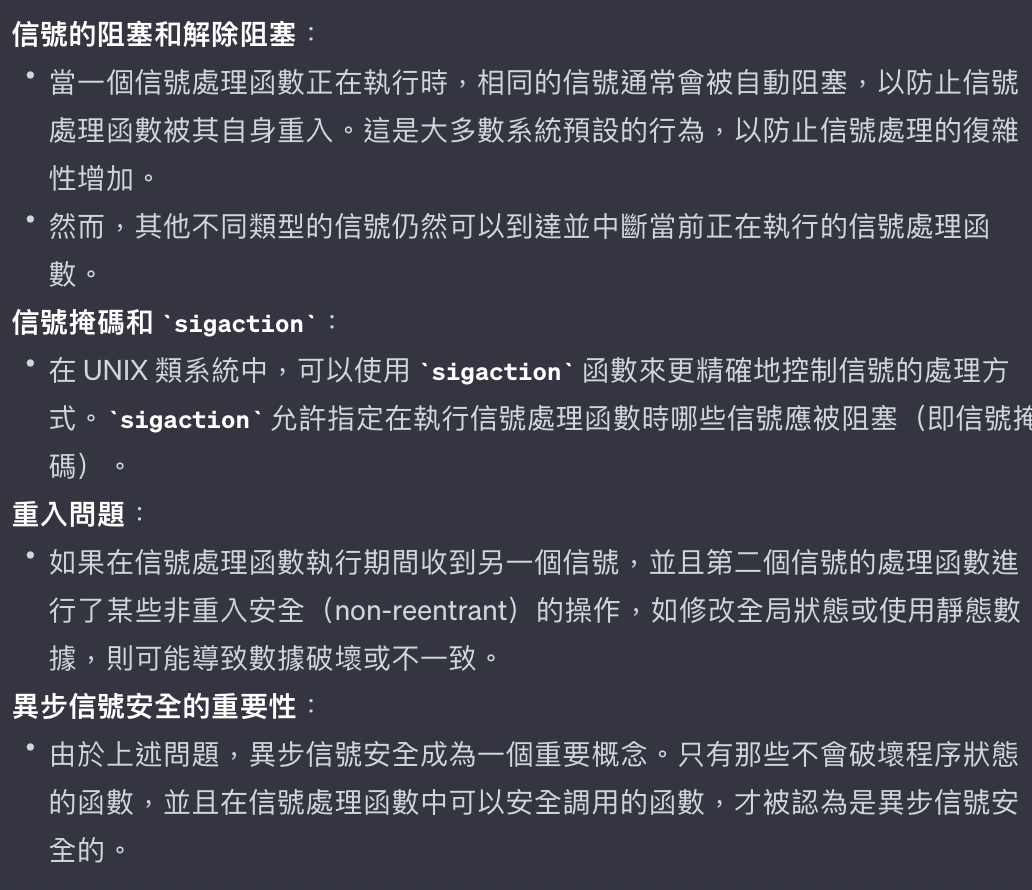 信號的阻塞和解除阻塞：
• 當一個信號處理函數正在執行時，相同的信號通常會被自動阻塞，以防止信號
處理函數被其自身重入。這是大多數系統預設的行為，以防止信號處理的復雜
性增加。
• 然而，其他不同類型的信號仍然可以到達並中斷當前正在執行的信號處理函
數。
信號掩碼和 `sigaction`：
• 在 UNIX 類系統中，可以使用 `sigaction` 函數來更精確地控制信號的處理方
式。`sigaction` 允許指定在執行信號處理函數時哪些信號應被阻塞（即信號掩
碼）。
重入問題：
• 如果在信號處理函數執行期間收到另一個信號，並且第二個信號的處理函數進
行了某些非重入安全（non-reentrant）的操作，如修改全局狀態或使用靜態數
據，則可能導致數據破壞或不一致。
異步信號安全的重要性：
• 由於上述問題，異步信號安全成為一個重要概念。只有那些不會破壞程序狀態
的函數，並且在信號處理函數中可以安全調用的函數，才被認為是異步信號安
全的。